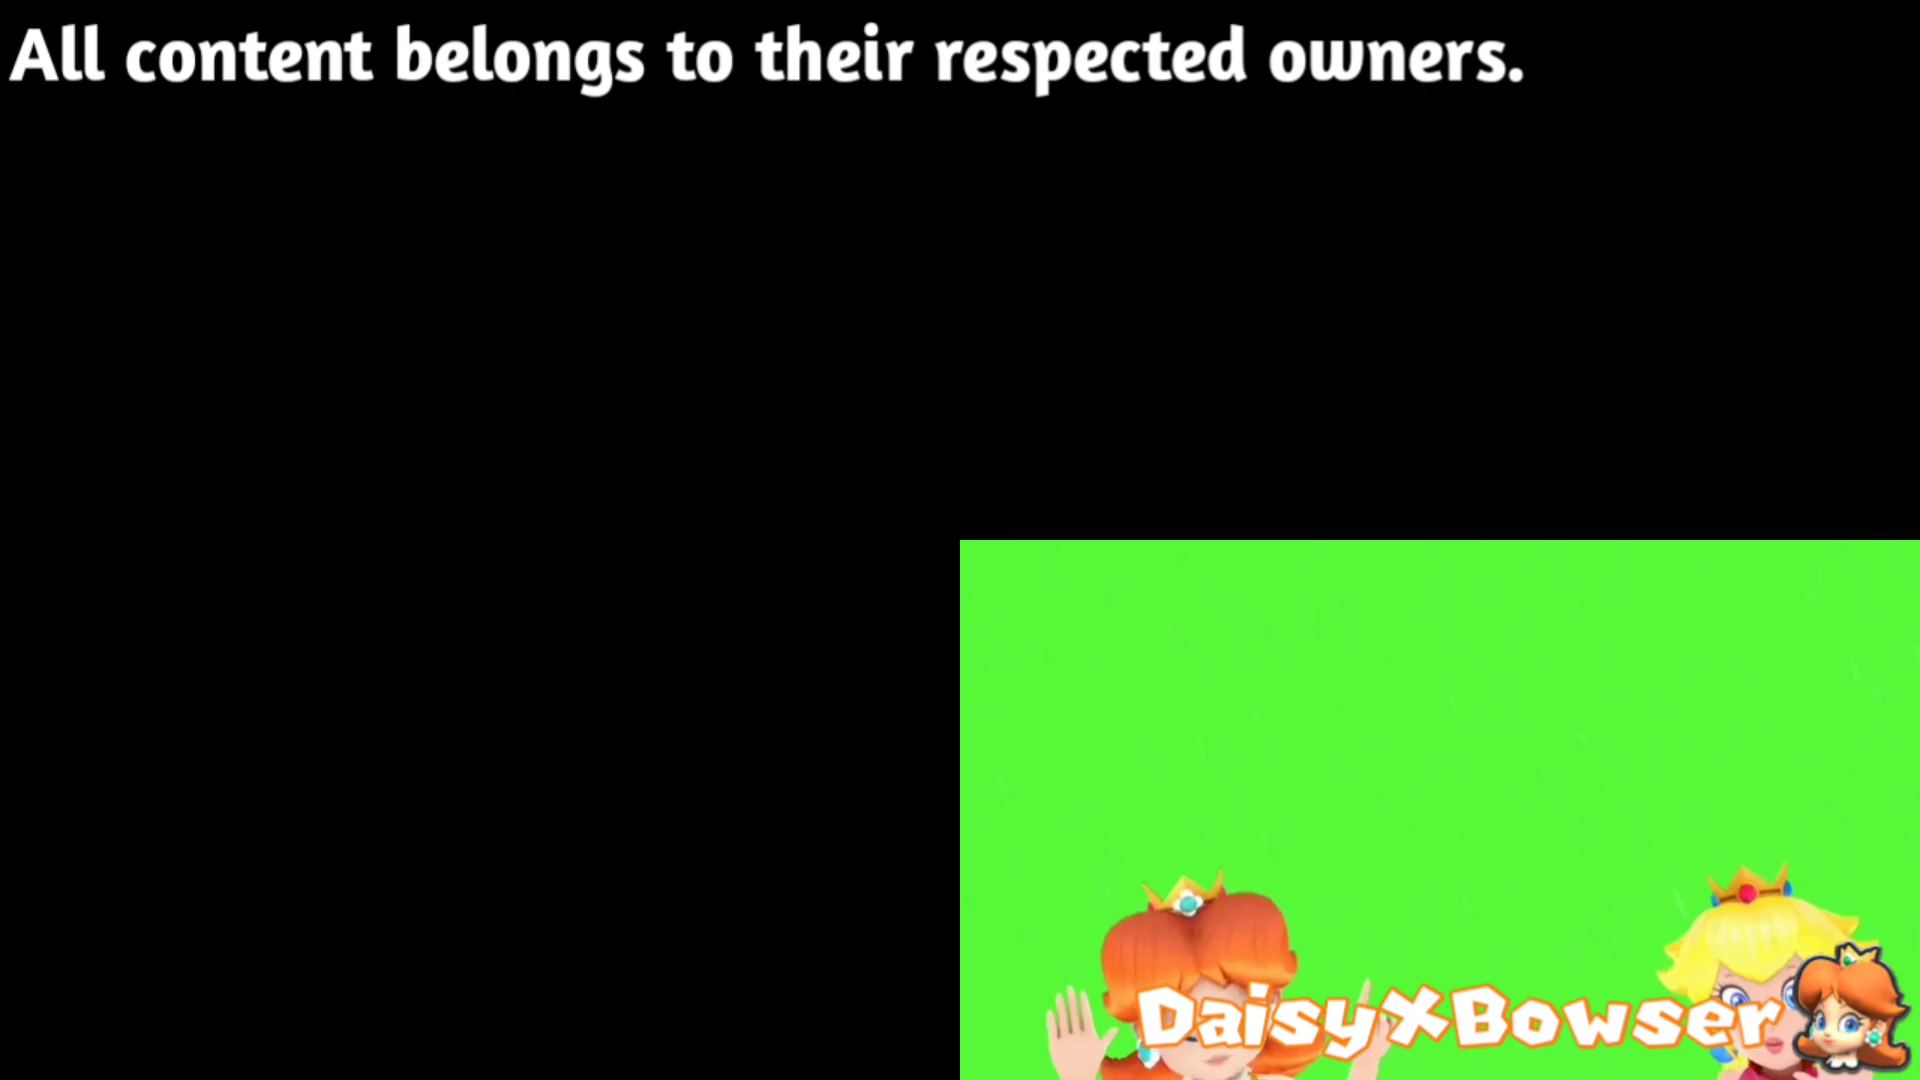 All content belongs to their respected owners.
DaisyXBowser